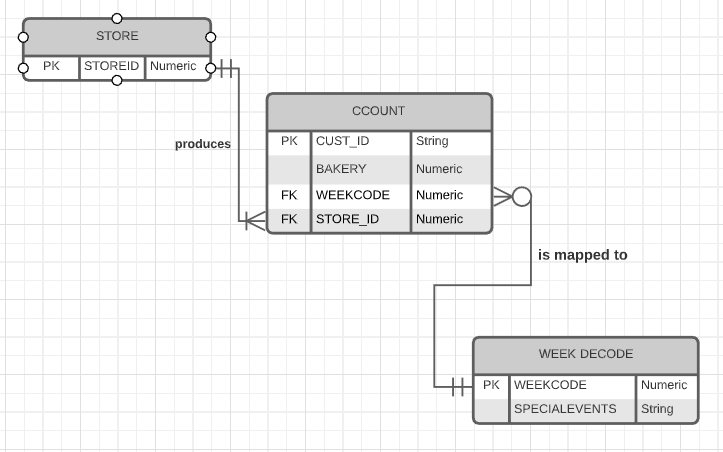 STORE
PK STOREID Numeric
produces
CCOUNT
PK CUST_ID String
BAKERY Numeric
FK WEEKCODE Numeric
FK STORE_ID Numeric
is mapped to
WEEK DECODE
PK WEEKCODE Numeric
SPECIALEVENTS String